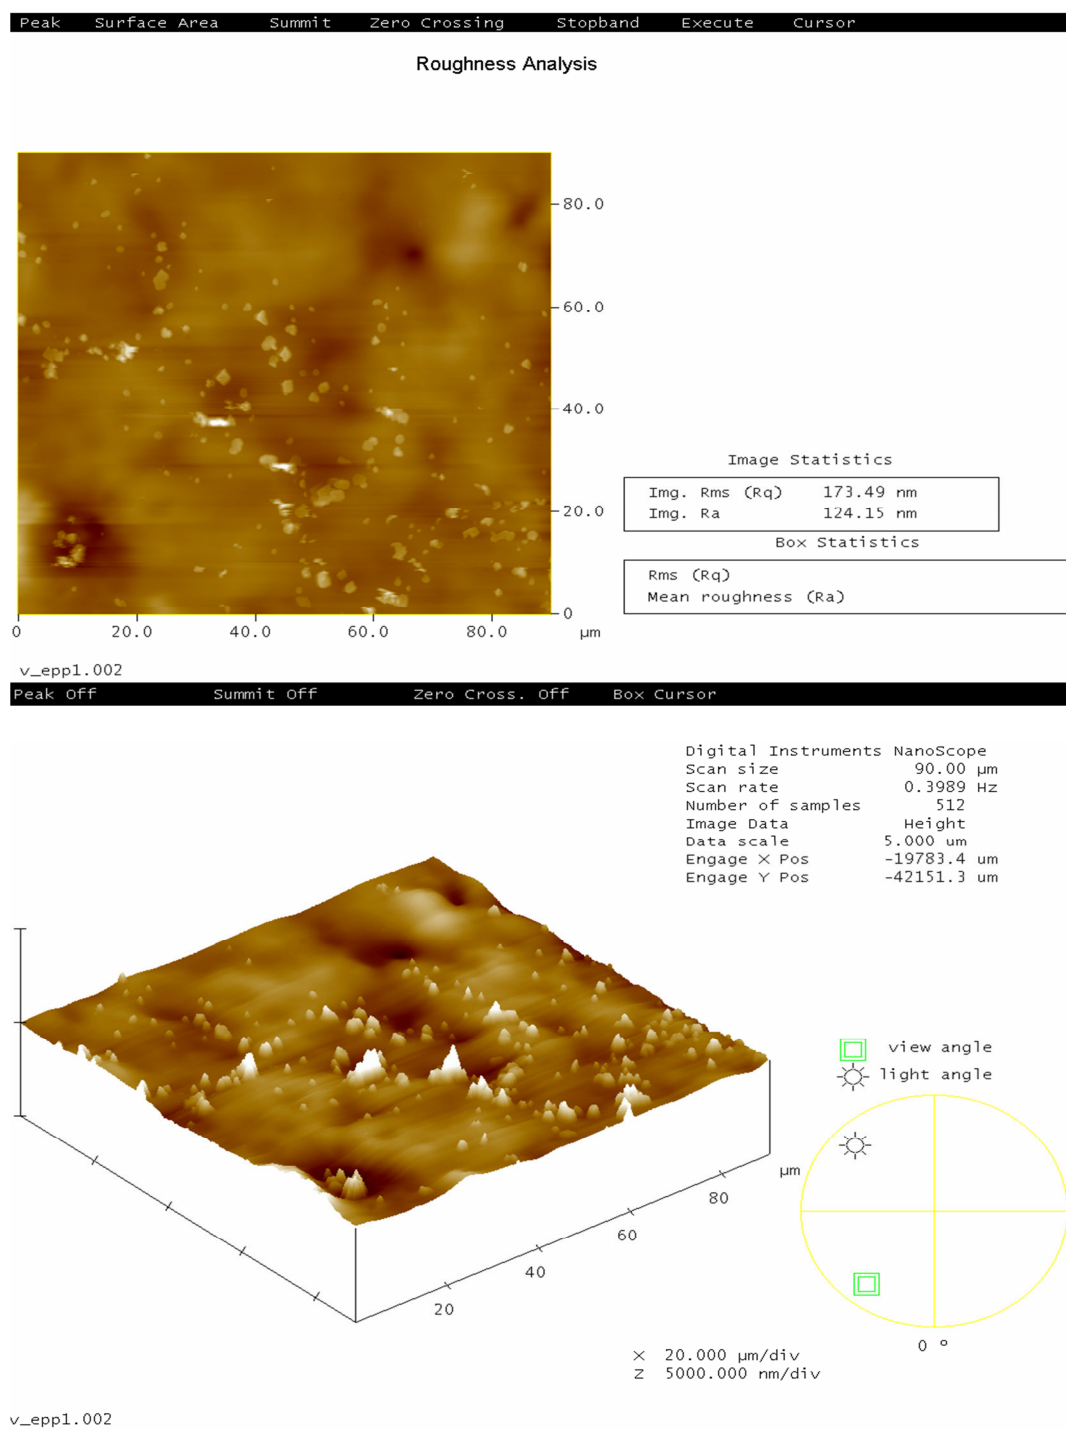 Peak Surface Area Summit Zero Crossing Stopband Execute Cursor
Roughness Analysis
80.0
60.0
40.0
20.0
0
0 20.0 40.0 60.0 80.0 µm
Image Statistics
Img. Rms (Rq) 173.49 nm
Img. Ra 124.15 nm
Box Statistics
Rms (Rq)
Mean roughness (Ra)
v_epp1.002
Peak Off Summit Off Zero Cross. Off Box Cursor
Digital Instruments NanoScope
Scan size 90.00 µm
Scan rate 0.3989 Hz
Number of samples 512
Image Data Height
Data scale 5.000 um
Engage X Pos -19783.4 um
Engage Y Pos -42151.3 um
view angle
light angle
µm
80
60
40
20
0 °
X 20.000 µm/div
Z 5000.000 nm/div
v_epp1.002